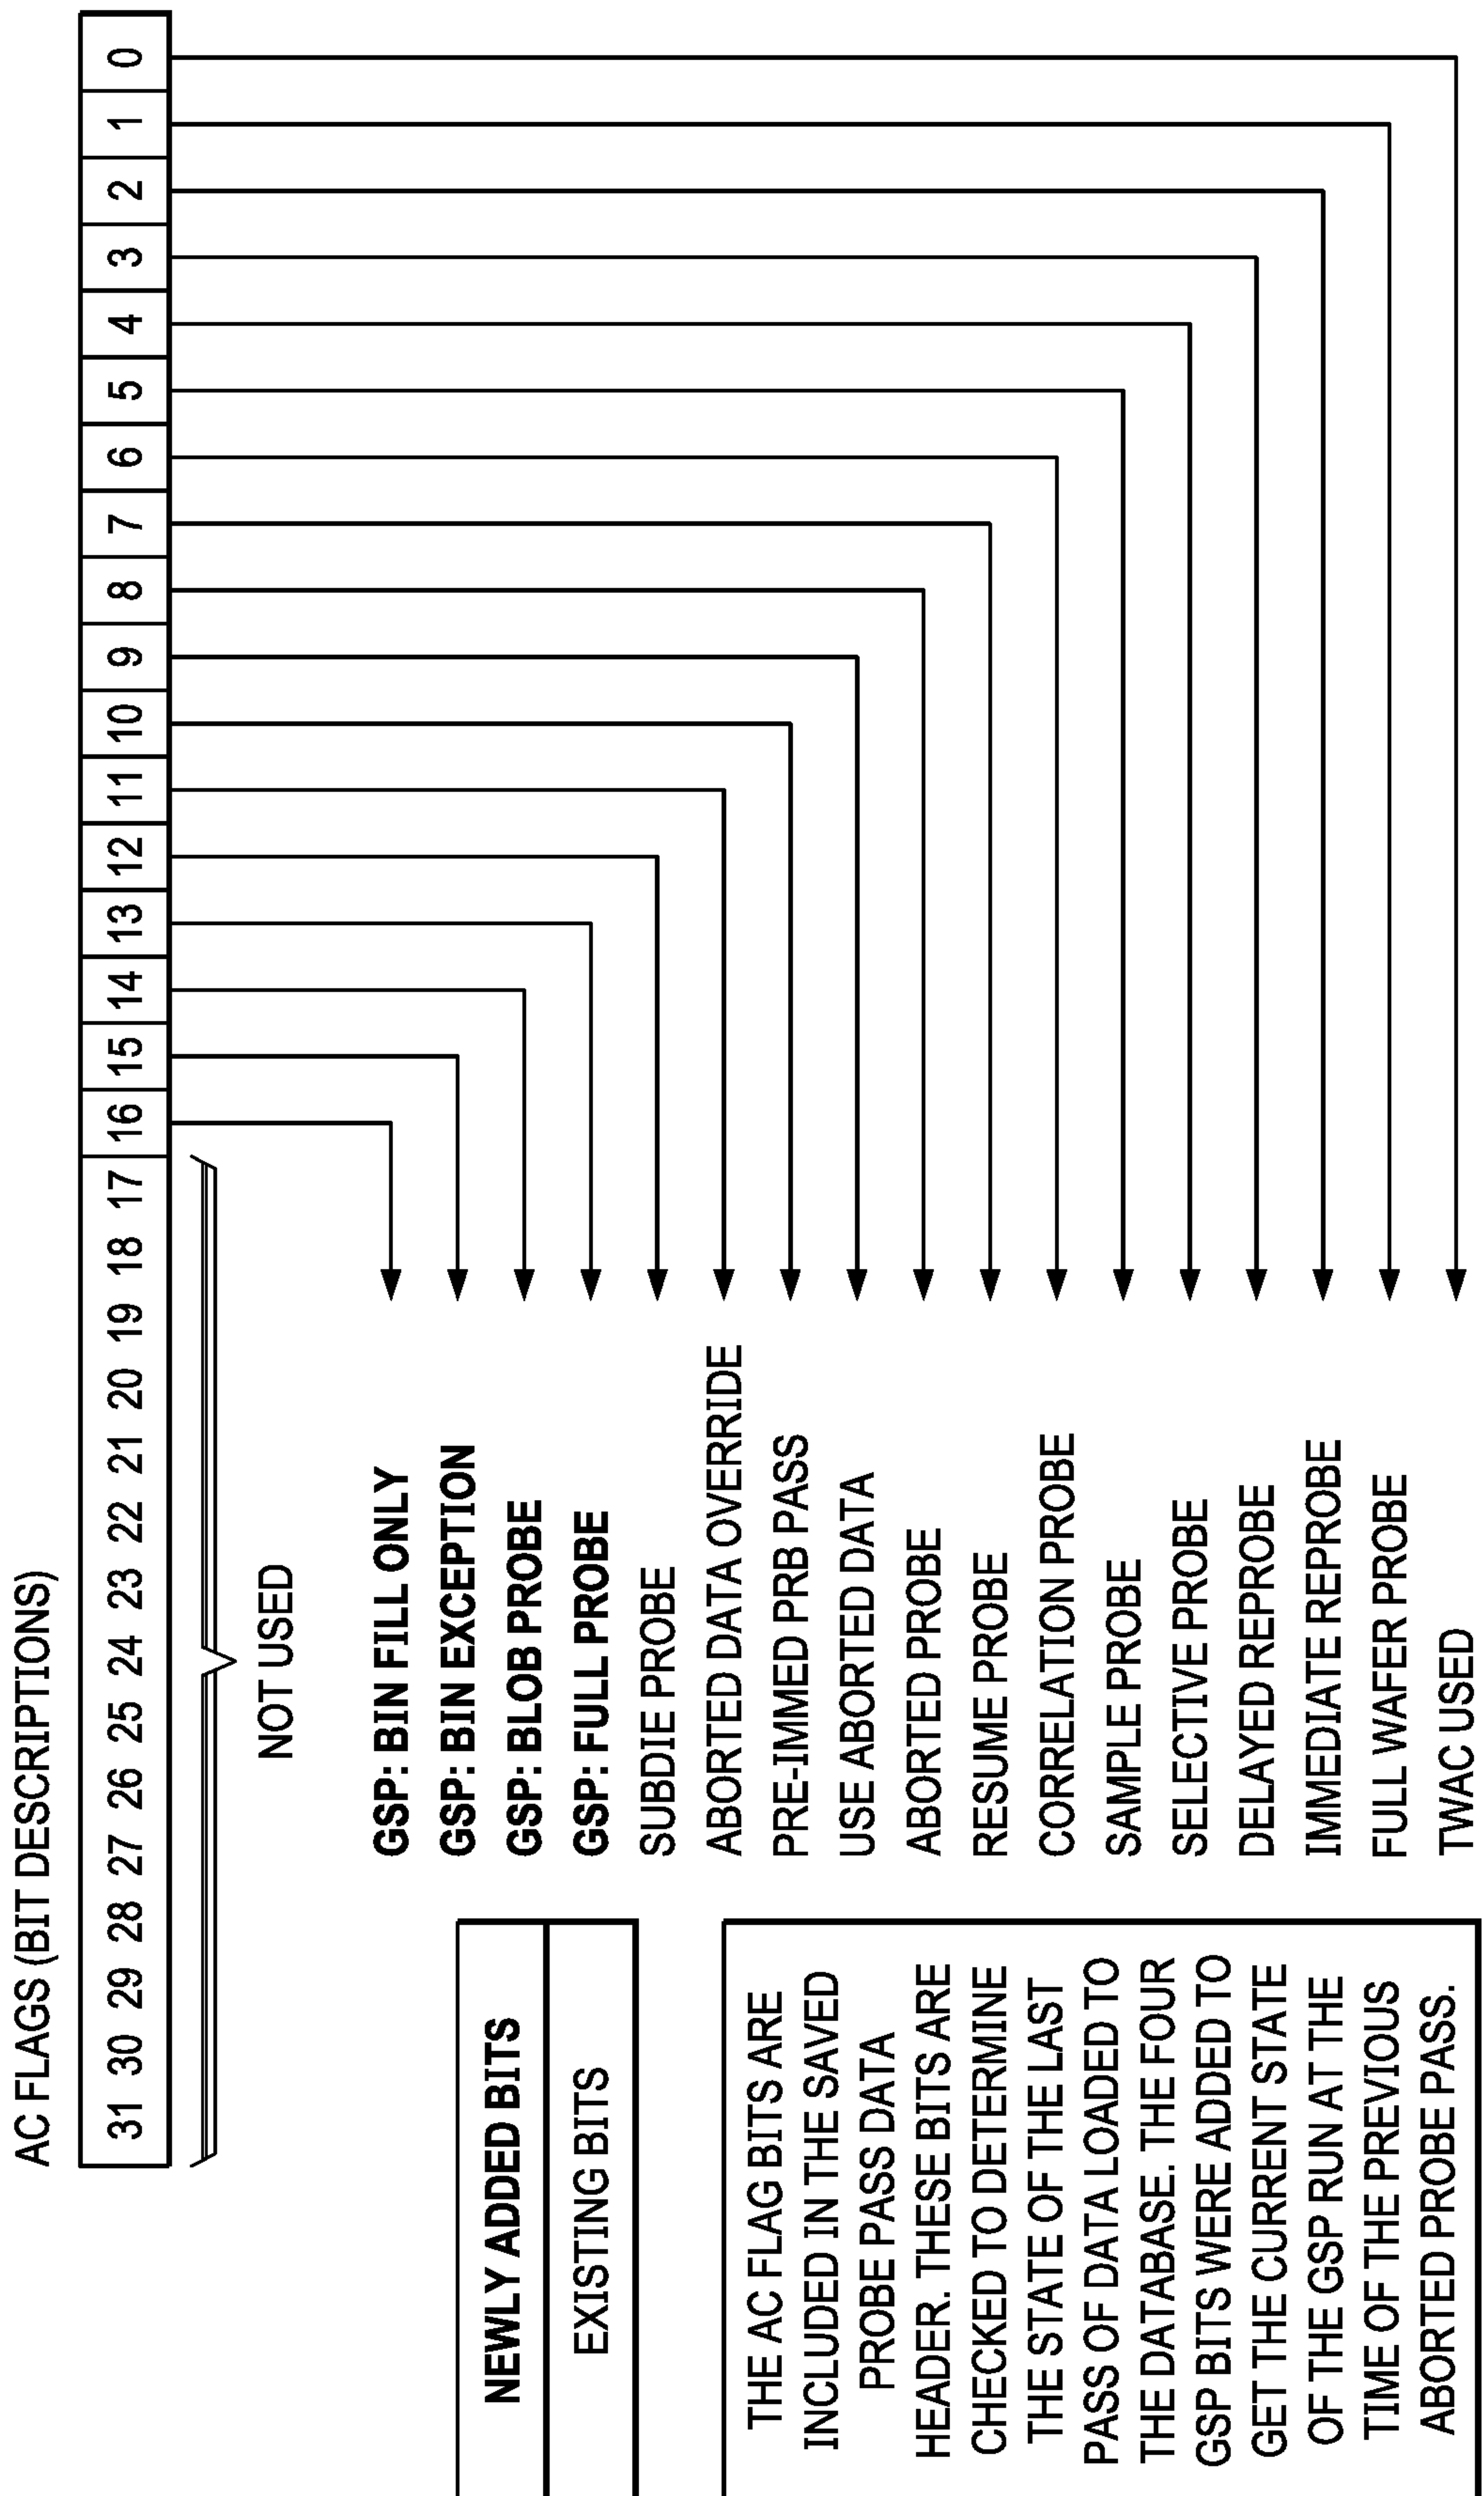 AC FLAGS (BIT DESCRIPTIONS)
31 30 29 28 27 26 25 24 23 22 21 20 19 18 17 16 15 14 13 12 11 10 9 8 7 6 5 4 3 2 1 0
NOT USED
GSP: BIN FILL ONLY
GSP: BIN EXCEPTION
GSP: BLOB PROBE
GSP: FULL PROBE
SUBDIE PROBE
ABORTED DATA OVERRIDE
PRE-IMMED PRB PASS
USE ABORTED DATA
ABORTED PROBE
RESUME PROBE
CORRELATION PROBE
SAMPLE PROBE
SELECTIVE PROBE
DELAYED REPROBE
IMMEDIATE REPROBE
FULL WAFER PROBE
TWAC USED
NEWLY ADDED BITS
EXISTING BITS
THE AC FLAG BITS ARE
INCLUDED IN THE SAVED
PROBE PASS DATA
HEADER. THESE BITS ARE
CHECKED TO DETERMINE
THE STATE OF THE LAST
PASS OF DATA LOADED TO
THE DATABASE. THE FOUR
GSP BITS WERE ADDED TO
GET THE CURRENT STATE
OF THE GSP RUN AT THE
TIME OF THE PREVIOUS
ABORTED PROBE PASS.